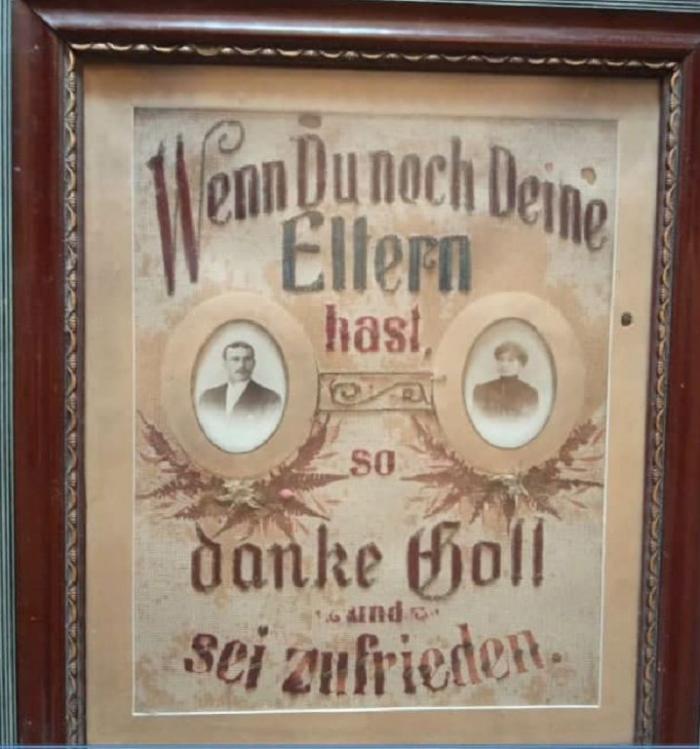 Wenn Du noch Deine
Eltern
hast,
so
danke Gott
und
sei zufrieden.